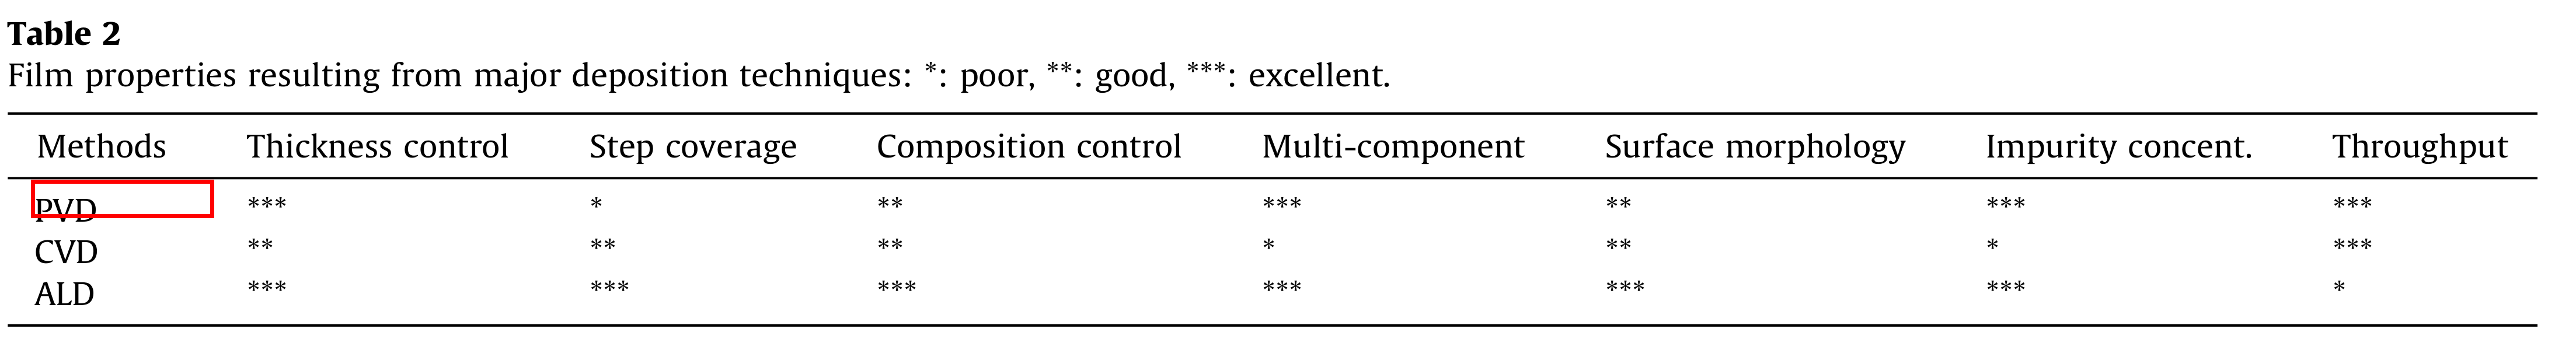 Table 2
Film properties resulting from major deposition techniques: *: poor, **: good, ***: excellent.
Methods Thickness control Step coverage Composition control Multi-component Surface morphology Impurity concent. Throughput
PVD *** * ** *** ** *** ***
CVD ** ** ** * ** * ***
ALD *** *** *** *** *** *** *